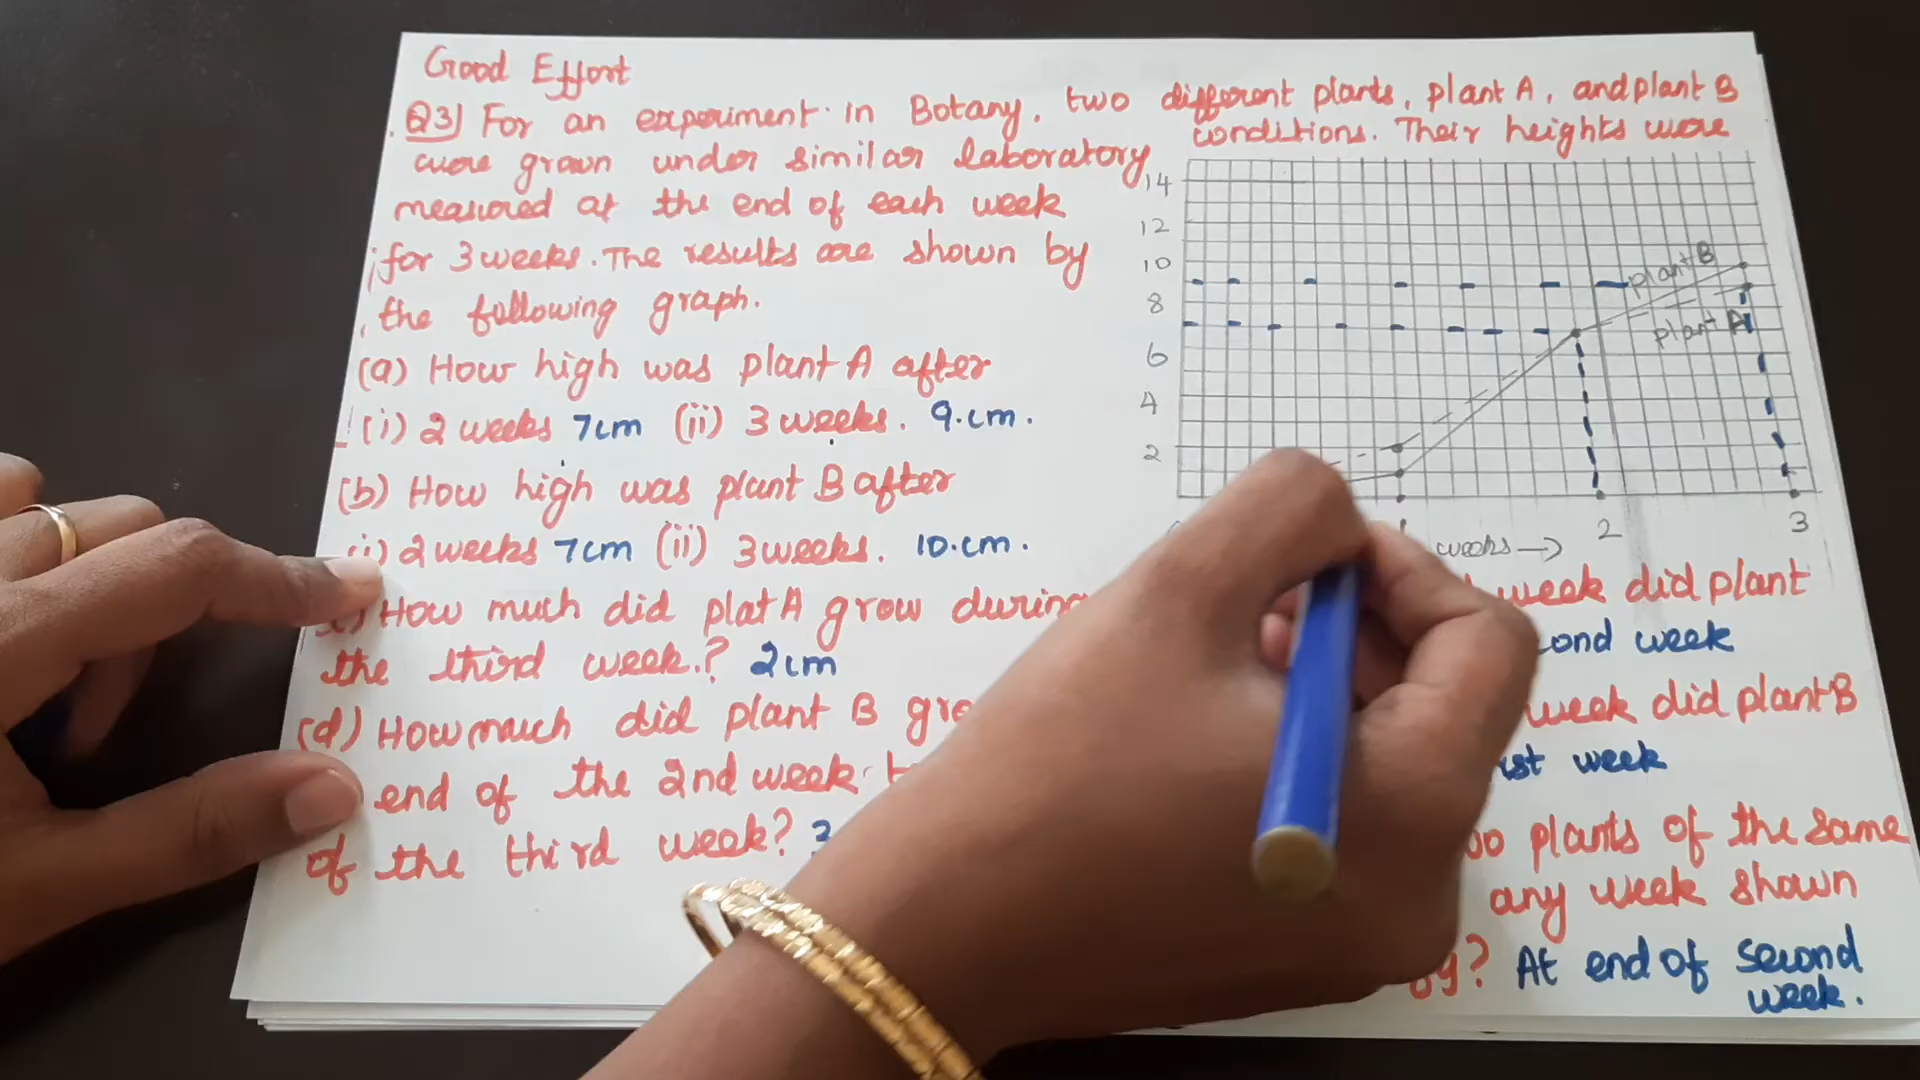 Good Effort
Q3) For an experiment in Botany, two different plants, plant A, and plant B
were grown under similar laboratory conditions. Their heights were
measured at the end of each week
for 3 weeks. The results are shown by
the following graph.
(a) How high was plant A after
(i) 2 weeks 7cm (ii) 3 weeks. 9.cm.
(b) How high was plant B after
(i) 2 weeks 7cm (ii) 3 weeks. 10.cm.
How much did plat A grow during
the third week.? 2cm
(d) How much did plant B
end of the 2nd week
of the third week? 3
14
12
10
8
6
4
2
plant B
plant A
1
2
3
weeks →
week did plant
week
week did plant B
week
plants of the same
any week shown
? At end of second
week.